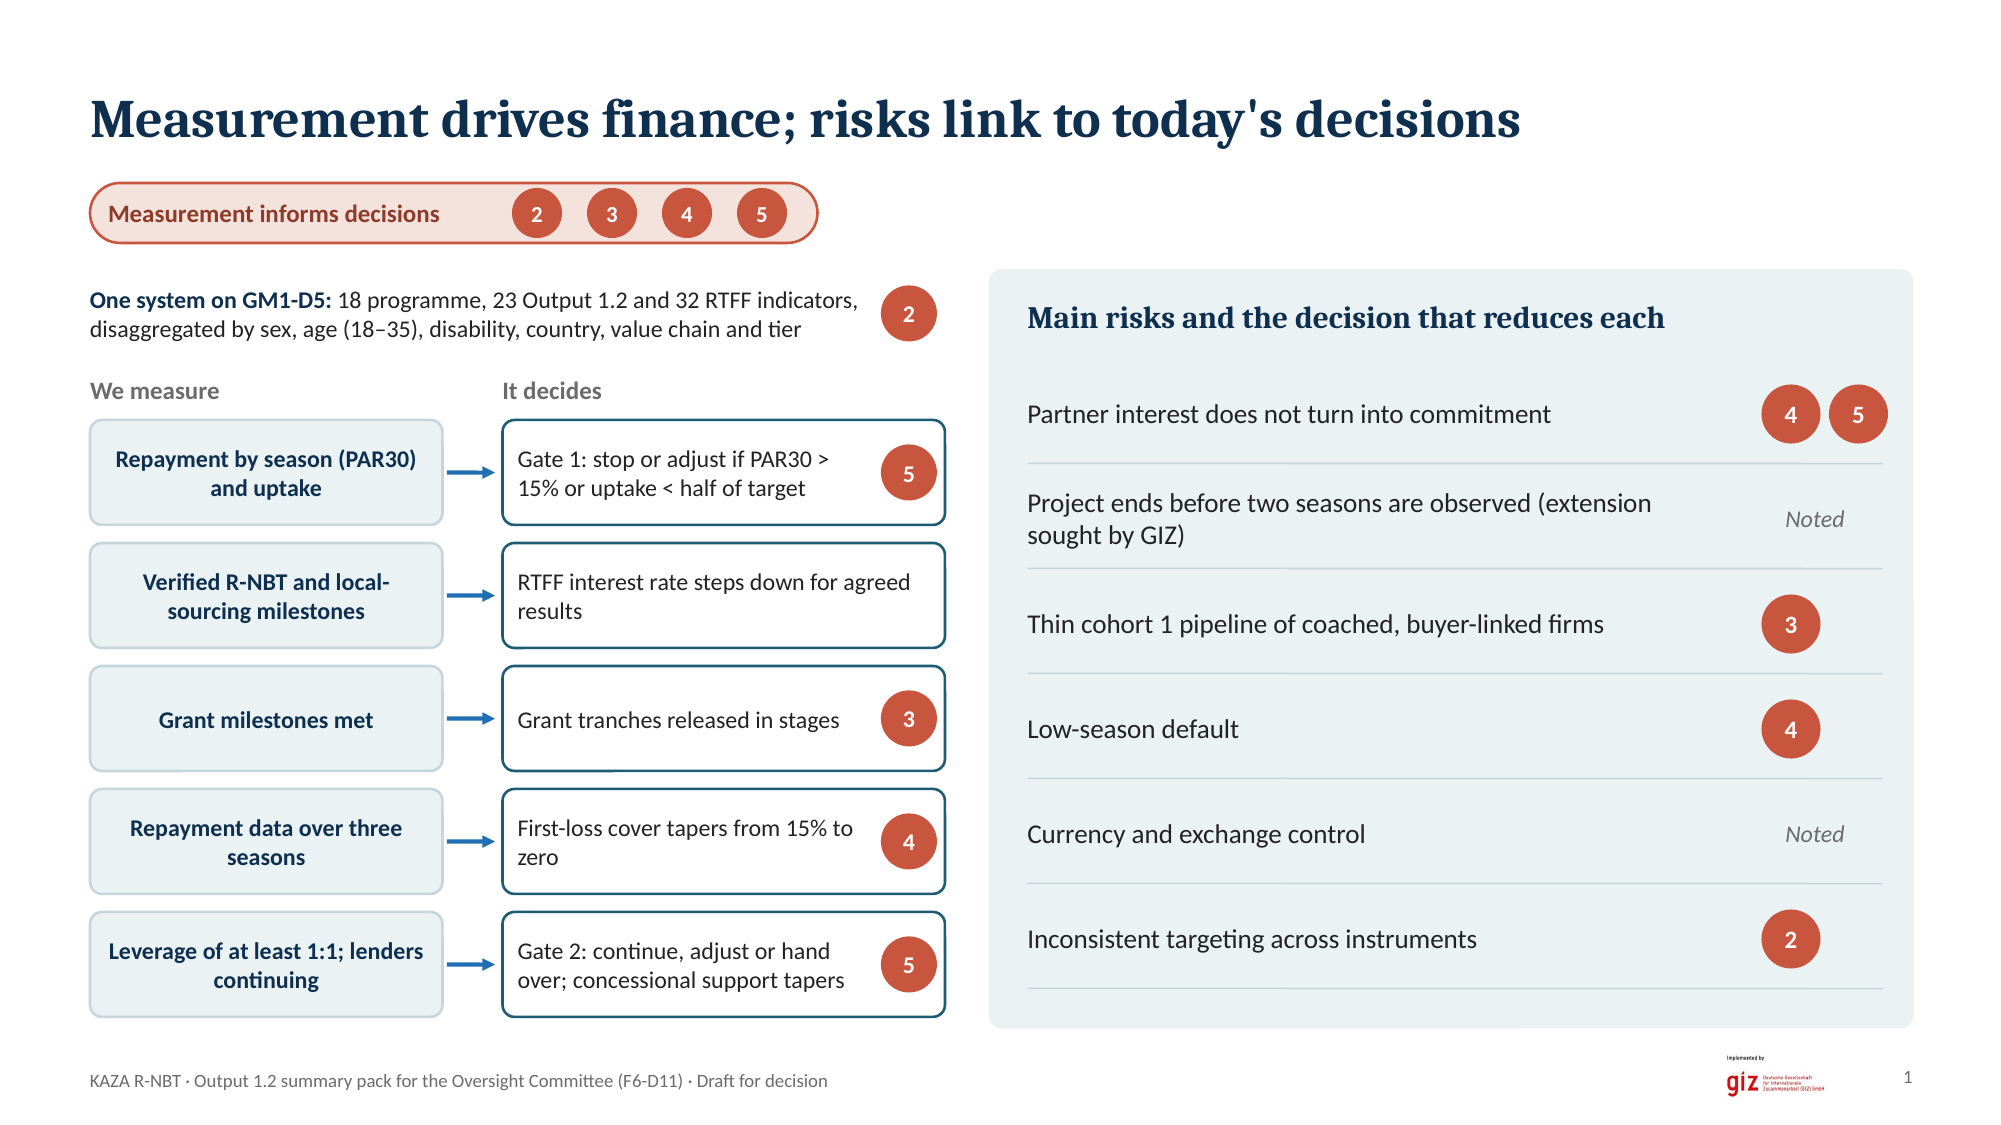 Measurement drives finance; risks link to today's decisions
Measurement informs decisions 2 3 4 5
One system on GM1-D5: 18 programme, 23 Output 1.2 and 32 RTFF indicators,
disaggregated by sex, age (18–35), disability, country, value chain and tier
2
We measure
It decides
Repayment by season (PAR30)
and uptake
Gate 1: stop or adjust if PAR30 >
15% or uptake < half of target
5
Verified R-NBT and local-
sourcing milestones
RTFF interest rate steps down for agreed
results
Grant milestones met
Grant tranches released in stages
3
Repayment data over three
seasons
First-loss cover tapers from 15% to
zero
4
Leverage of at least 1:1; lenders
continuing
Gate 2: continue, adjust or hand
over; concessional support tapers
5
Main risks and the decision that reduces each
Partner interest does not turn into commitment
4 5
Project ends before two seasons are observed (extension
sought by GIZ)
Noted
Thin cohort 1 pipeline of coached, buyer-linked firms
3
Low-season default
4
Currency and exchange control
Noted
Inconsistent targeting across instruments
2
KAZA R-NBT · Output 1.2 summary pack for the Oversight Committee (F6-D11) · Draft for decision
Implemented by
giz
Deutsche Gesellschaft
für Internationale
Zusammenarbeit (GIZ) GmbH
1